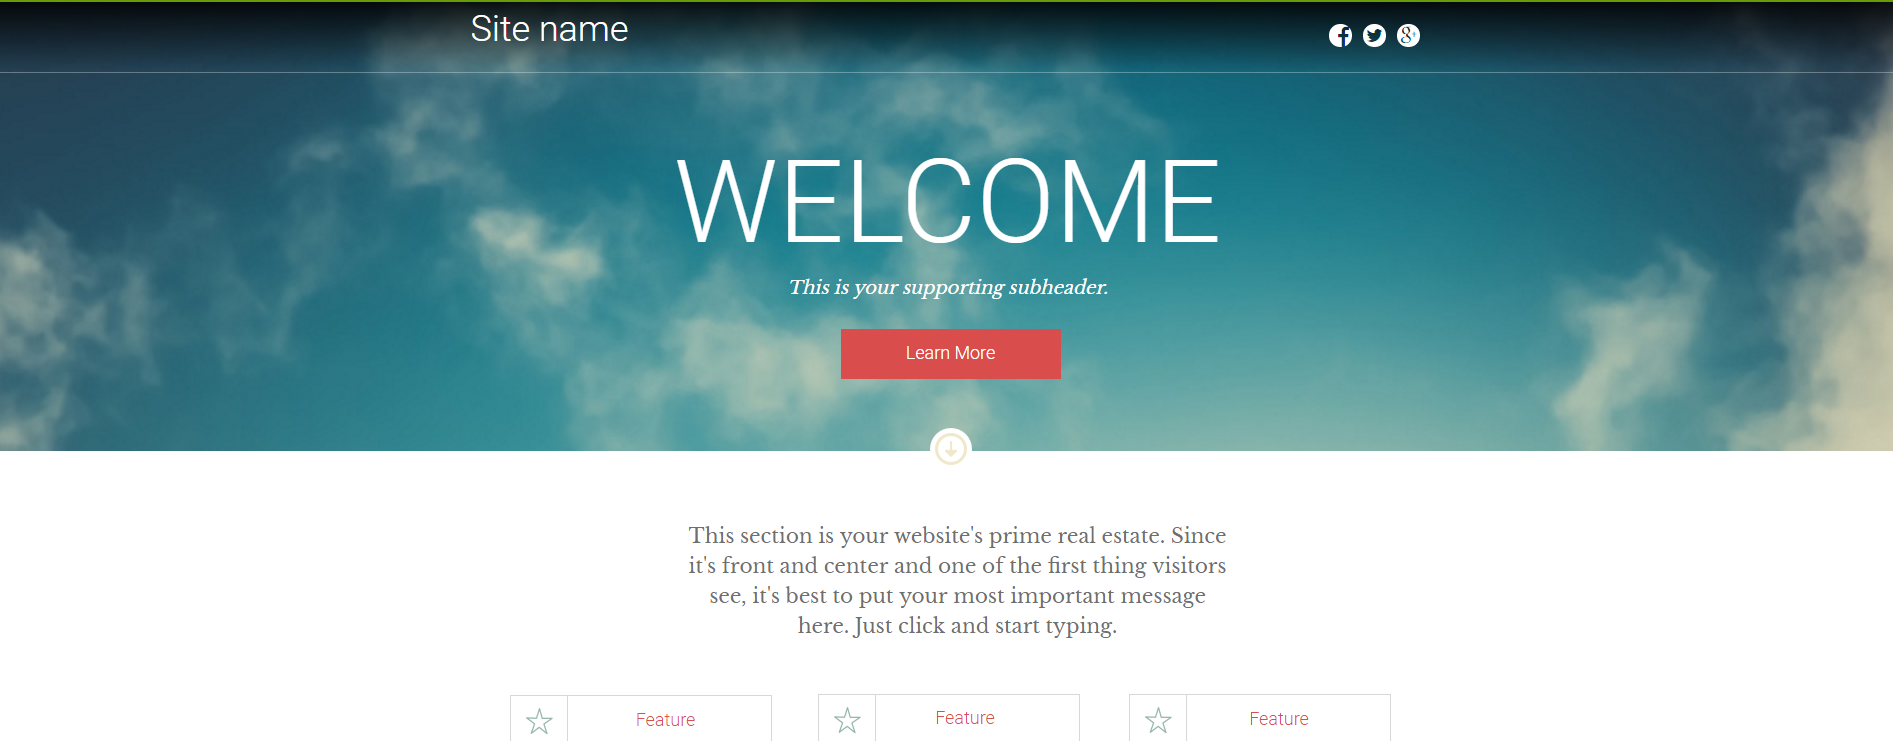 Site name
WELCOME
This is your supporting subheader.
Learn More
This section is your website's prime real estate. Since
it's front and center and one of the first thing visitors
see, it's best to put your most important message
here. Just click and start typing.
Feature
Feature
Feature